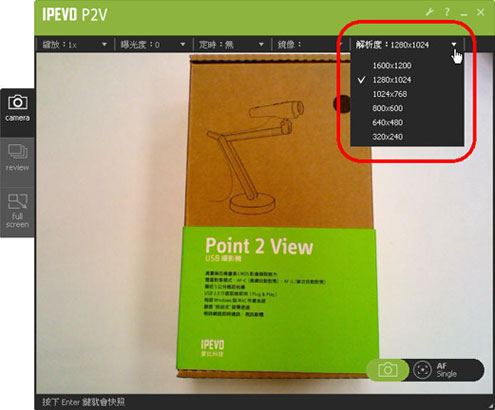 IPEVO P2V
縮放：1x
曝光度：0
定時：無
鏡像：
解析度：1280x1024
1600x1200
1280x1024
1024x768
800x600
640x480
320x240
camera
review
full
screen
Point 2 View
USB 攝影機
IPEVO
愛比科技
AF
Single
按下 Enter 鍵就會快照